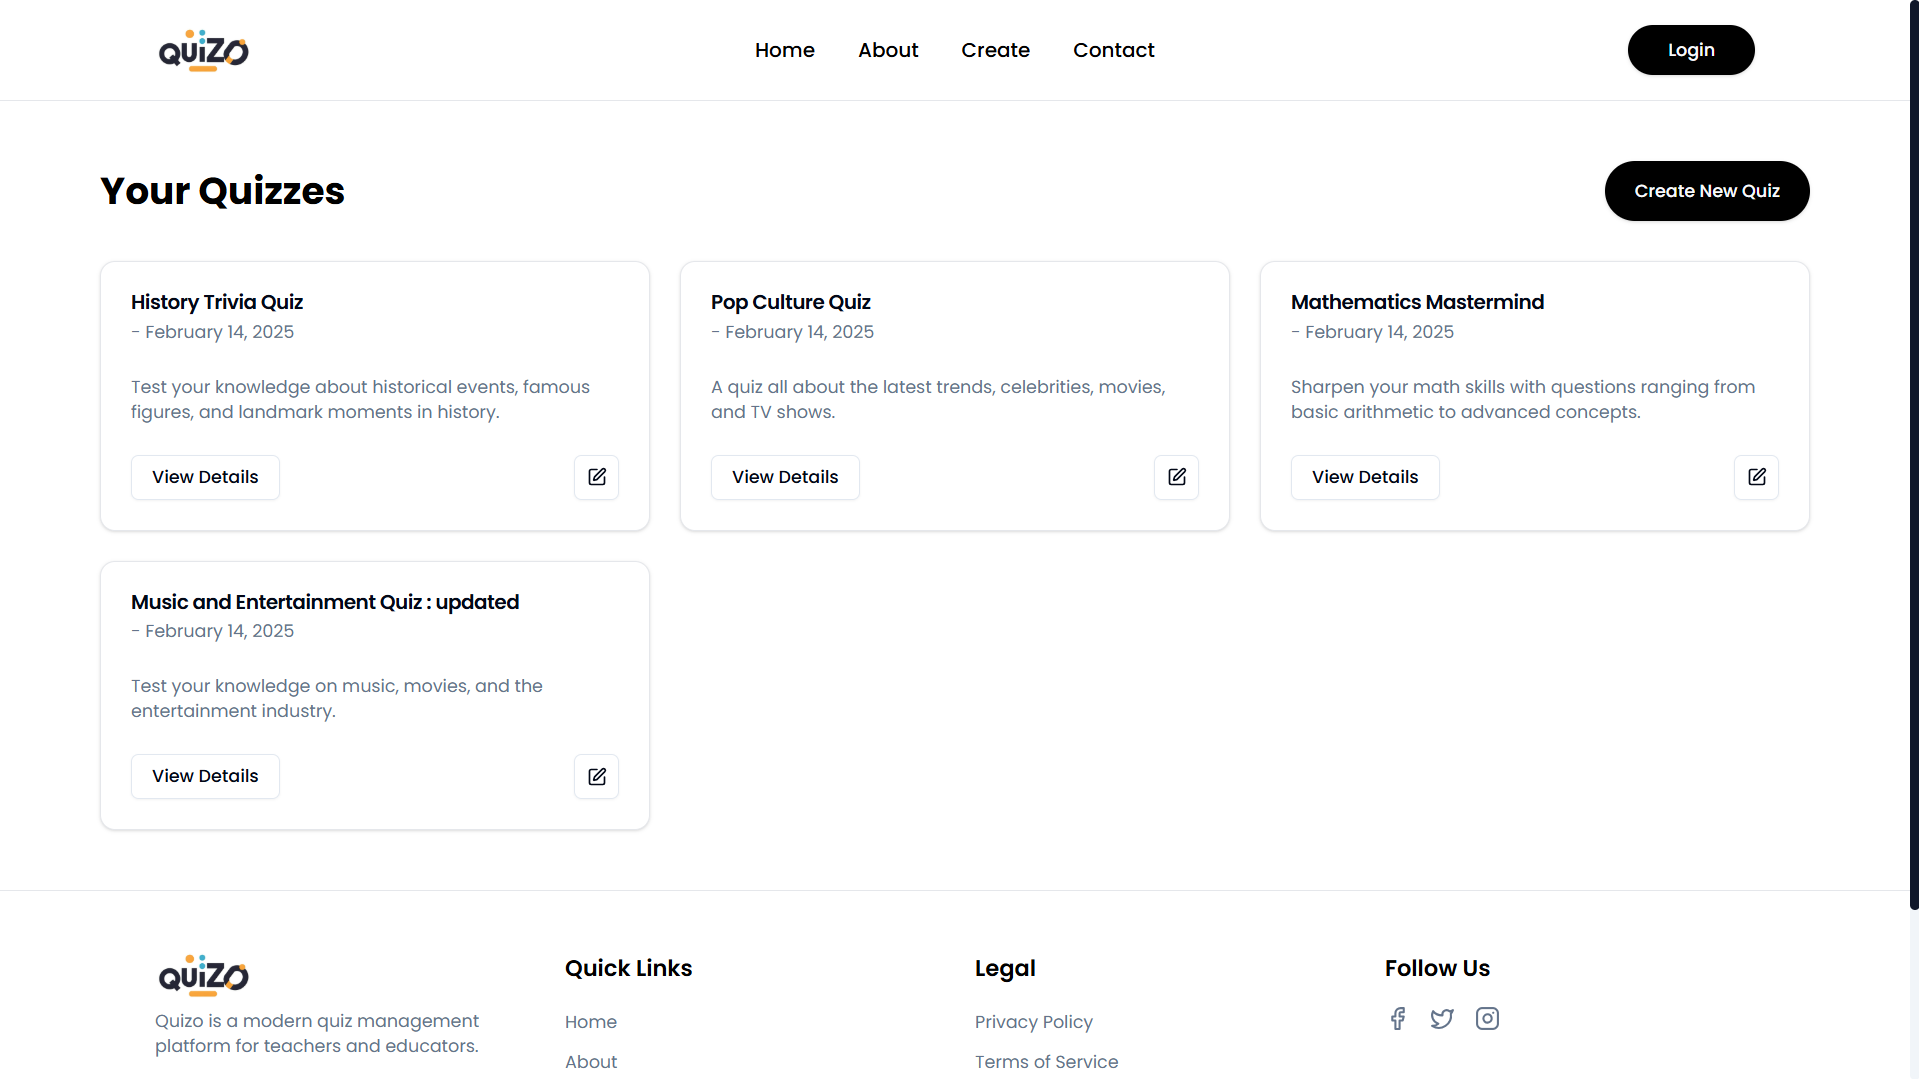 QUIZO
Home
About
Create
Contact
Login
Your Quizzes
Create New Quiz
History Trivia Quiz
- February 14, 2025
Test your knowledge about historical events, famous
figures, and landmark moments in history.
View Details
Pop Culture Quiz
- February 14, 2025
A quiz all about the latest trends, celebrities, movies,
and TV shows.
View Details
Mathematics Mastermind
- February 14, 2025
Sharpen your math skills with questions ranging from
basic arithmetic to advanced concepts.
View Details
Music and Entertainment Quiz : updated
- February 14, 2025
Test your knowledge on music, movies, and the
entertainment industry.
View Details
QUIZO
Quizo is a modern quiz management
platform for teachers and educators.
Quick Links
Home
About
Legal
Privacy Policy
Terms of Service
Follow Us